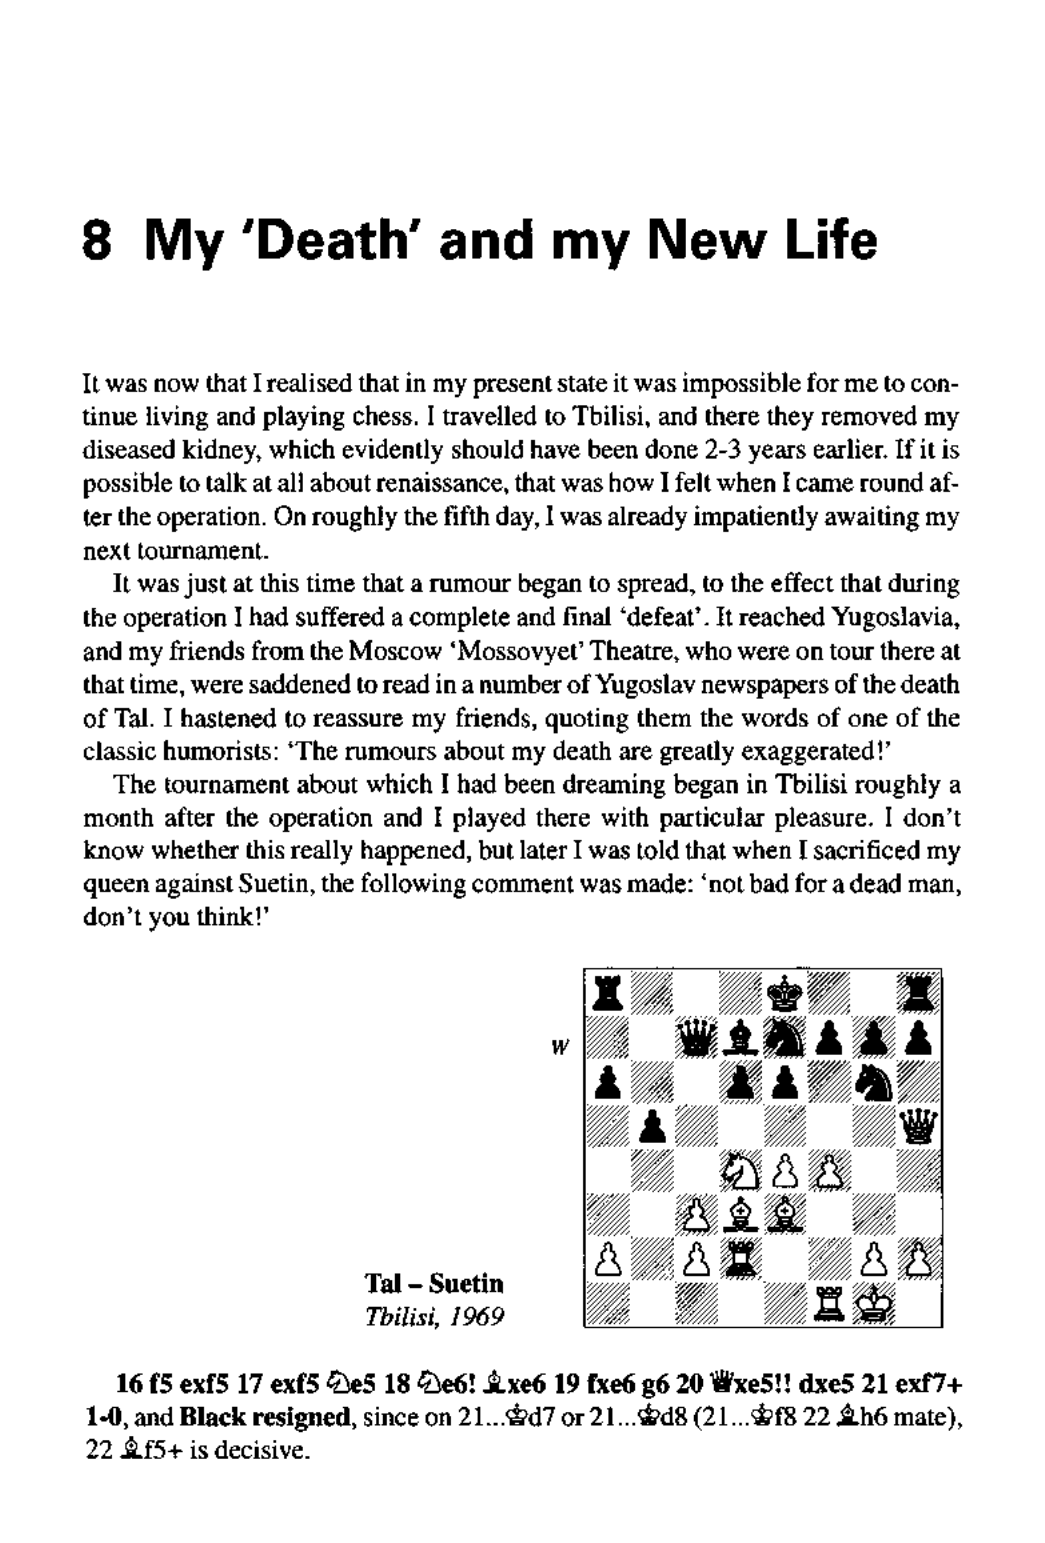 8 My 'Death' and my New Life
It was now that I realised that in my present state it was impossible for me to con-
tinue living and playing chess. I travelled to Tbilisi, and there they removed my
diseased kidney, which evidently should have been done 2-3 years earlier. If it is
possible to talk at all about renaissance, that was how I felt when I came round af-
ter the operation. On roughly the fifth day, I was already impatiently awaiting my
next tournament.
It was just at this time that a rumour began to spread, to the effect that during
the operation I had suffered a complete and final ‘defeat’. It reached Yugoslavia,
and my friends from the Moscow ‘Mossovyet’ Theatre, who were on tour there at
that time, were saddened to read in a number of Yugoslav newspapers of the death
of Tal. I hastened to reassure my friends, quoting them the words of one of the
classic humorists: ‘The rumours about my death are greatly exaggerated!’
The tournament about which I had been dreaming began in Tbilisi roughly a
month after the operation and I played there with particular pleasure. I don’t
know whether this really happened, but later I was told that when I sacrificed my
queen against Suetin, the following comment was made: ‘not bad for a dead man,
don’t you think!’
W
Tal – Suetin
Tbilisi, 1969
16 f5 exf5 17 exf5 ♘e5 18 ♘e6! ♗xe6 19 fxe6 g6 20 ♕xe5!! dxe5 21 exf7+
1-0, and Black resigned, since on 21...♔d7 or 21...♔d8 (21...♔f8 22 ♗h6 mate),
22 ♗f5+ is decisive.